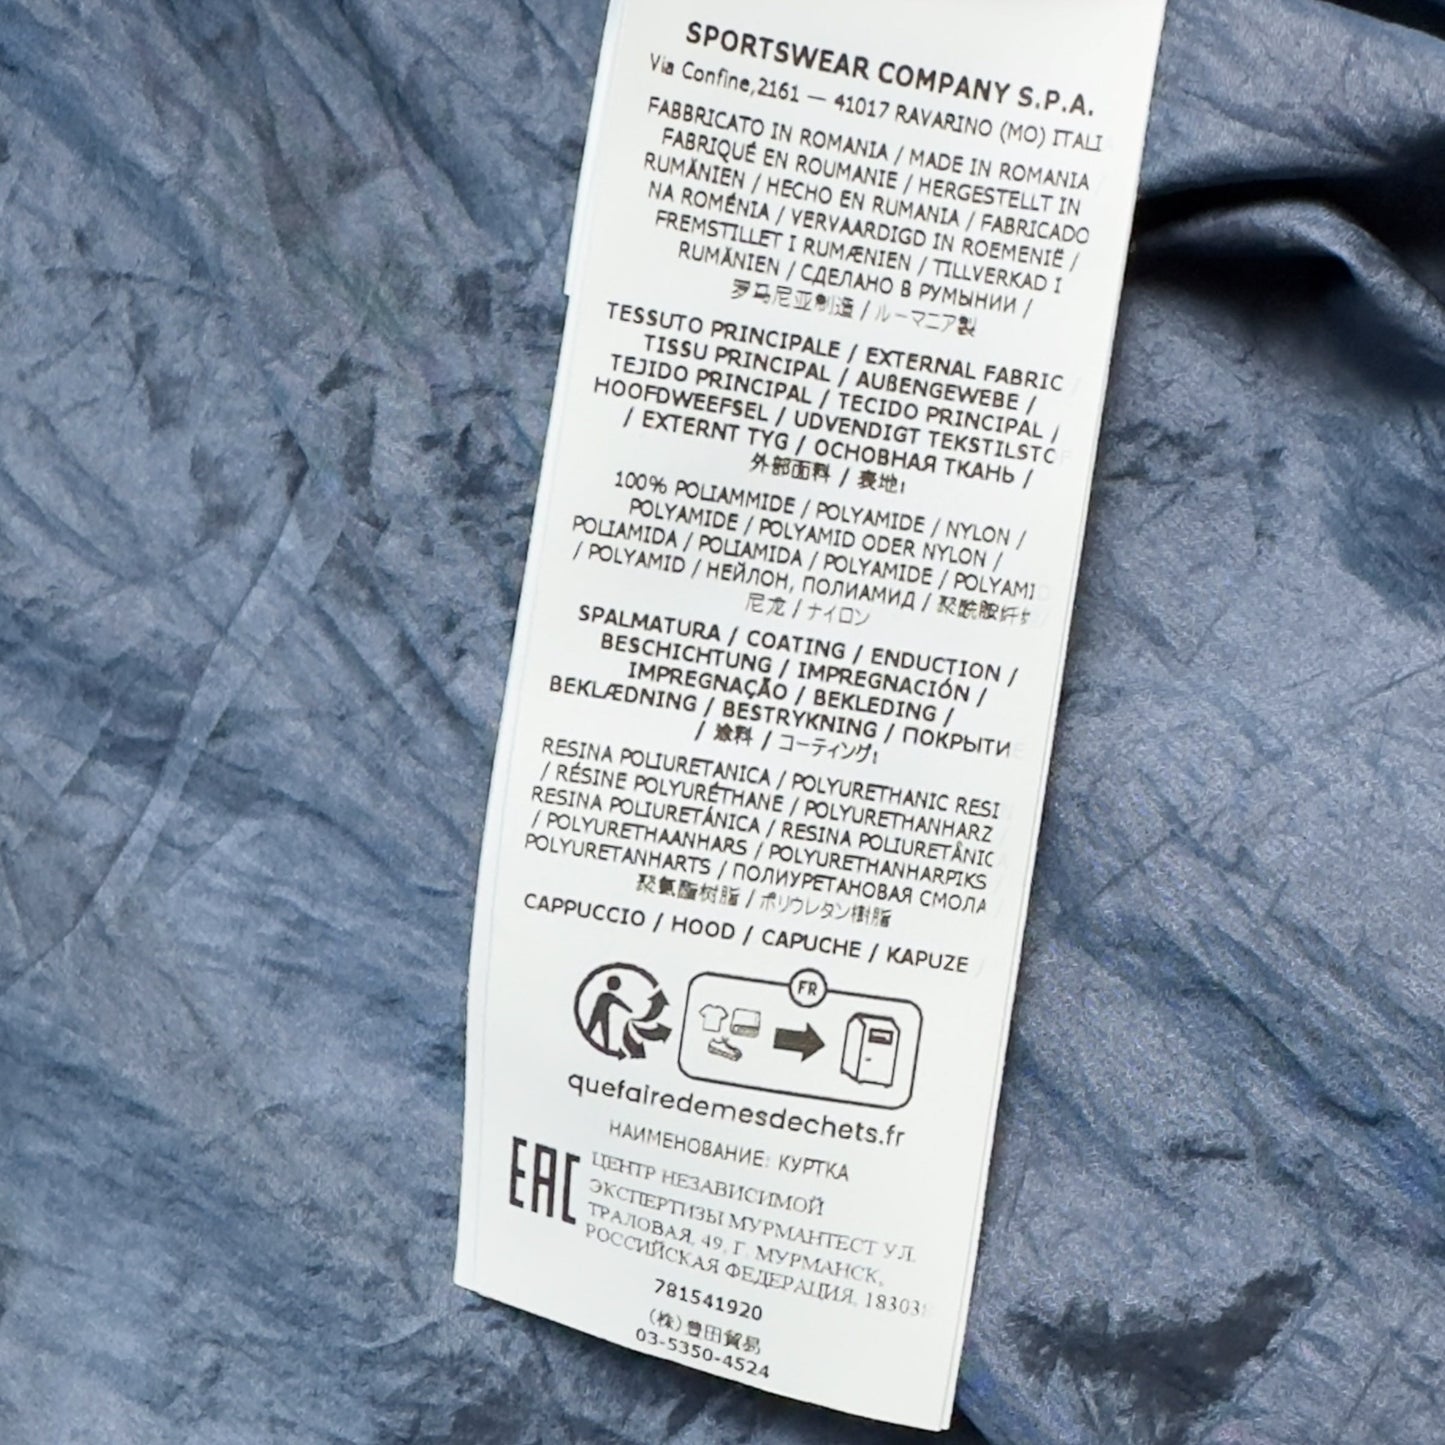 SPORTSWEAR COMPANY S.P.A.
Via Confine,2161 — 41017 RAVARINO (MO) ITALI
FABBRICATO IN ROMANIA / MADE IN ROMANIA /
FABRIQUÉ EN ROUMANIE / HERGESTELLT IN
RUMÄNIEN / HECHO EN RUMANIA / FABRICADO
NA ROMÉNIA / VERVAARDIGD IN ROEMENIË /
FREMSTILLET I RUMÆNIEN / TILLVERKAD I
RUMÄNIEN / СДЕЛАНО В РУМЫНИИ /
罗马尼亚制造 / ルーマニア製
TESSUTO PRINCIPALE / EXTERNAL FABRIC /
TISSU PRINCIPAL / AUßENGEWEBE /
TEJIDO PRINCIPAL / TECIDO PRINCIPAL /
HOOFDWEEFSEL / UDVENDIGT TEKSTILSTOF
/ EXTERNT TYG / ОСНОВНАЯ ТКАНЬ /
外部面料 / 表地
100% POLIAMMIDE / POLYAMIDE / NYLON /
POLYAMIDE / POLYAMID ODER NYLON /
POLIAMIDA / POLIAMIDA / POLYAMIDE / POLYAMID
/ POLYAMID / НЕЙЛОН, ПОЛИАМИД / 聚酰胺纤维/
尼龙 / ナイロン
SPALMATURA / COATING / ENDUCTION /
BESCHICHTUNG / IMPREGNACIÓN /
IMPREGNAÇÃO / BEKLEDING /
BEKLÆDNING / BESTRYKNING / ПОКРЫТИЕ
/ 涂料 / コーティング
RESINA POLIURETANICA / POLYURETHANIC RESI
/ RÉSINE POLYURÉTHANE / POLYURETHANHARZ
RESINA POLIURETÁNICA / RESINA POLIURETÂNICA
/ POLYURETHAANHARS / POLYURETHANHARPIKS
POLYURETANHARTS / ПОЛИУРЕТАНОВАЯ СМОЛА
聚氨酯树脂 / ポリウレタン樹脂
CAPPUCCIO / HOOD / CAPUCHE / KAPUZE /
FR
quefairedemesdechets.fr
НАИМЕНОВАНИЕ: КУРТКА
EAC
ЦЕНТР НЕЗАВИСИМОЙ
ЭКСПЕРТИЗЫ МУРМАНТЕСТ УЛ.
ТРАЛОВАЯ, 49, Г. МУРМАНСК,
РОССИЙСКАЯ ФЕДЕРАЦИЯ, 183038
781541920
(株)豊田貿易
03-5350-4524